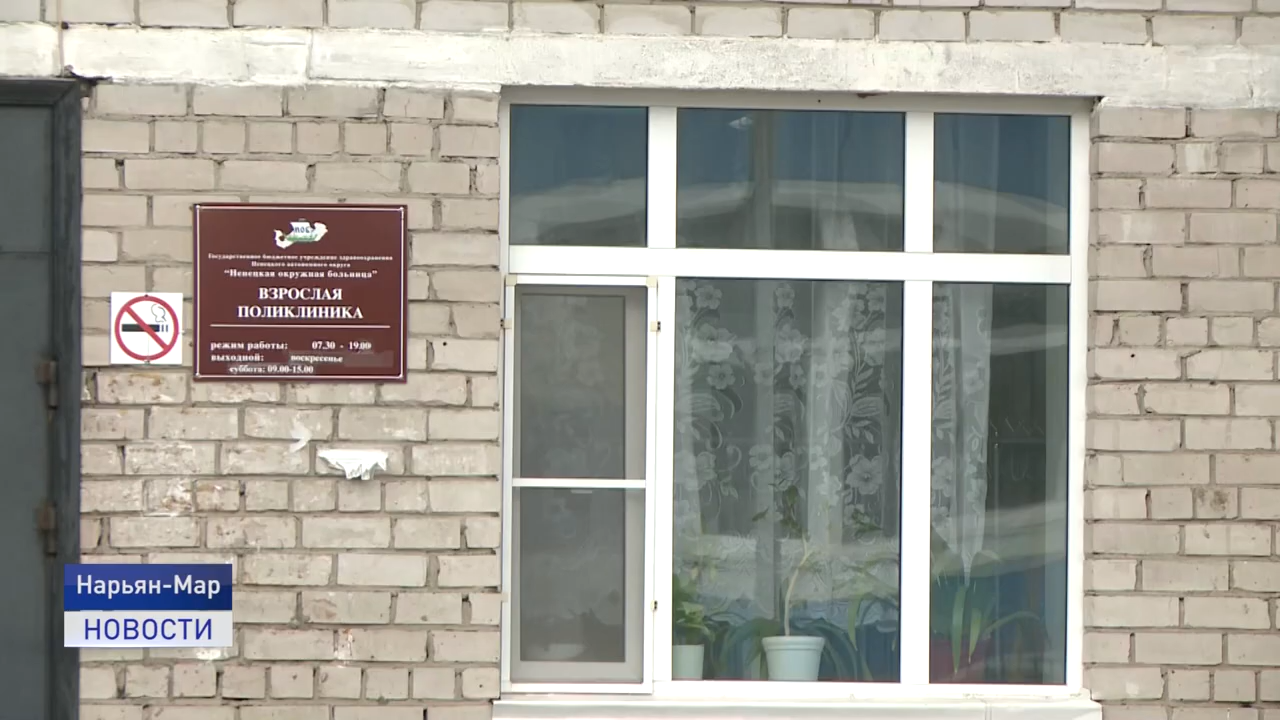 НОБ
Государственное бюджетное учреждение здравоохранения
Ненецкого автономного округа
"Ненецкая окружная больница"
ВЗРОСЛАЯ
ПОЛИКЛИНИКА
режим работы: 07.30 - 19.00
выходной: воскресенье
суббота: 09.00-15.00
Нарьян-Мар
НОВОСТИ